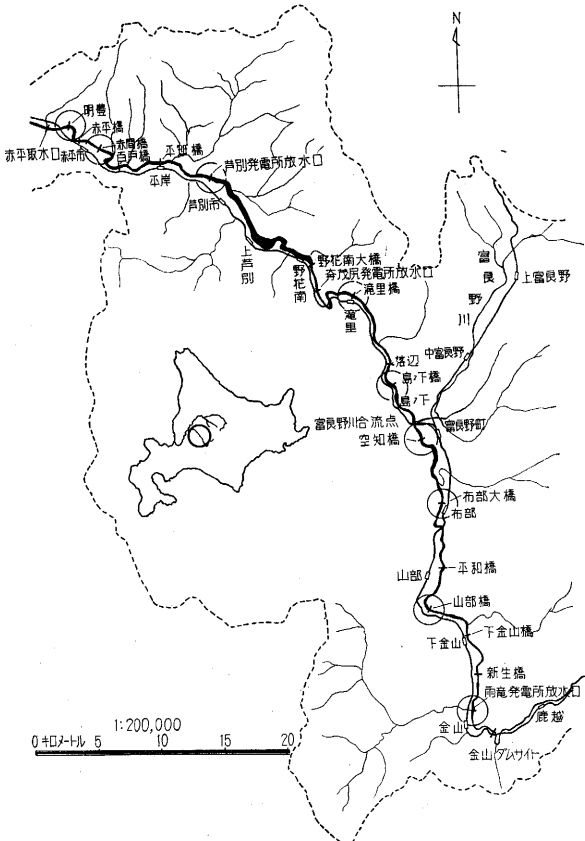 N
明豊
赤平橋
赤間橋
百戸橋
赤平取水口
赤平市
平岸
芦別発電所放水口
芦別市
上芦別
野花南
野花南大橋
奔茂尻発電所放水口
滝里橋
滝里
富良野川
上富良野
中富良野
落辺
島ノ下橋
島ノ下
富良野川合流点
富良野町
空知橋
布部大橋
布部
平和橋
山部
山部橋
下金山
下金山橋
新生橋
雨竜発電所放水口
鹿越
金山
金山ダムサイト
1:200,000
0 キロメートル 5 10 15 20